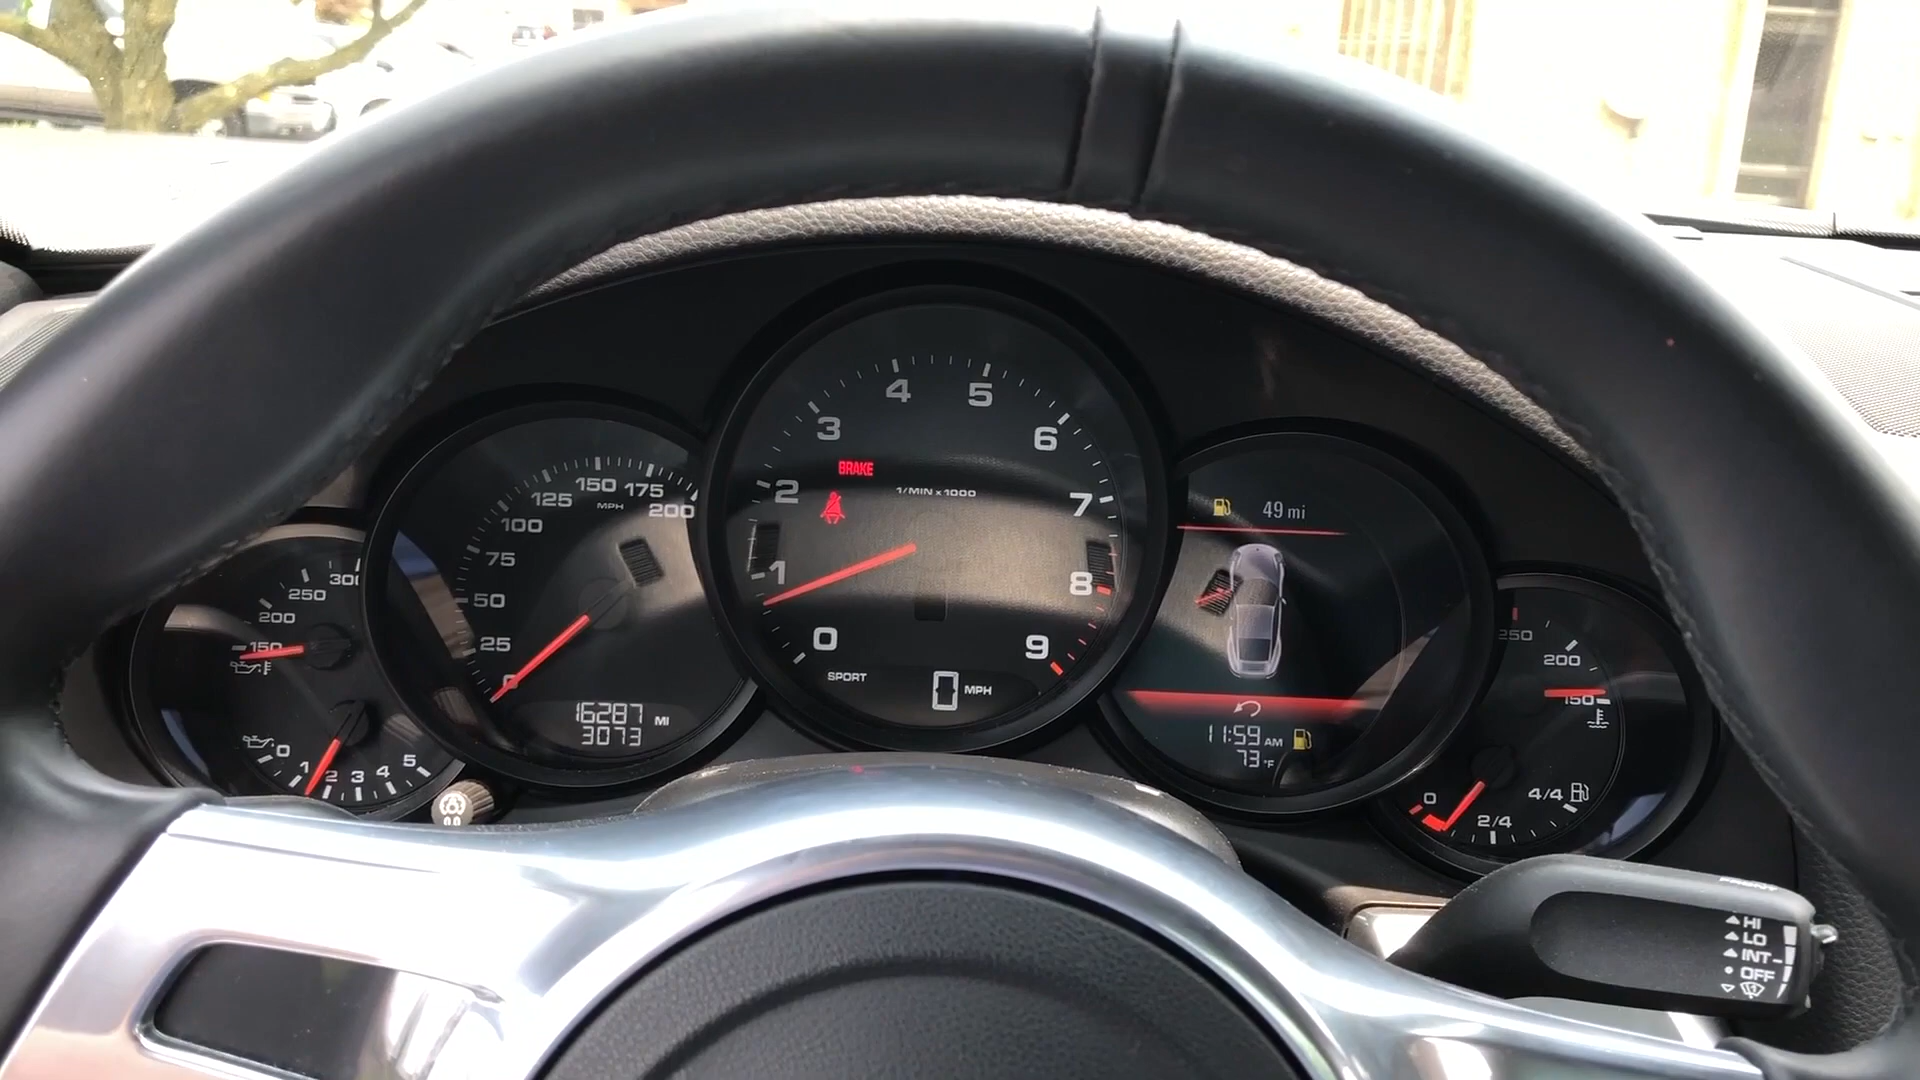 300
250
200
150
0
1
2
3
4
5
MPH
0
25
50
75
100
125
150
175
200
16287 MI
3073
BRAKE
1/MIN x 1000
0
1
2
3
4
5
6
7
8
9
SPORT
0 MPH
49 mi
11:59 AM
73 °F
250
200
150
0
2/4
4/4
FRONT
HI
LO
INT
OFF